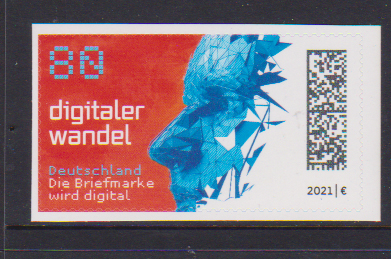 80
digitaler
wandel
Deutschland
Die Briefmarke
wird digital
2021 | €